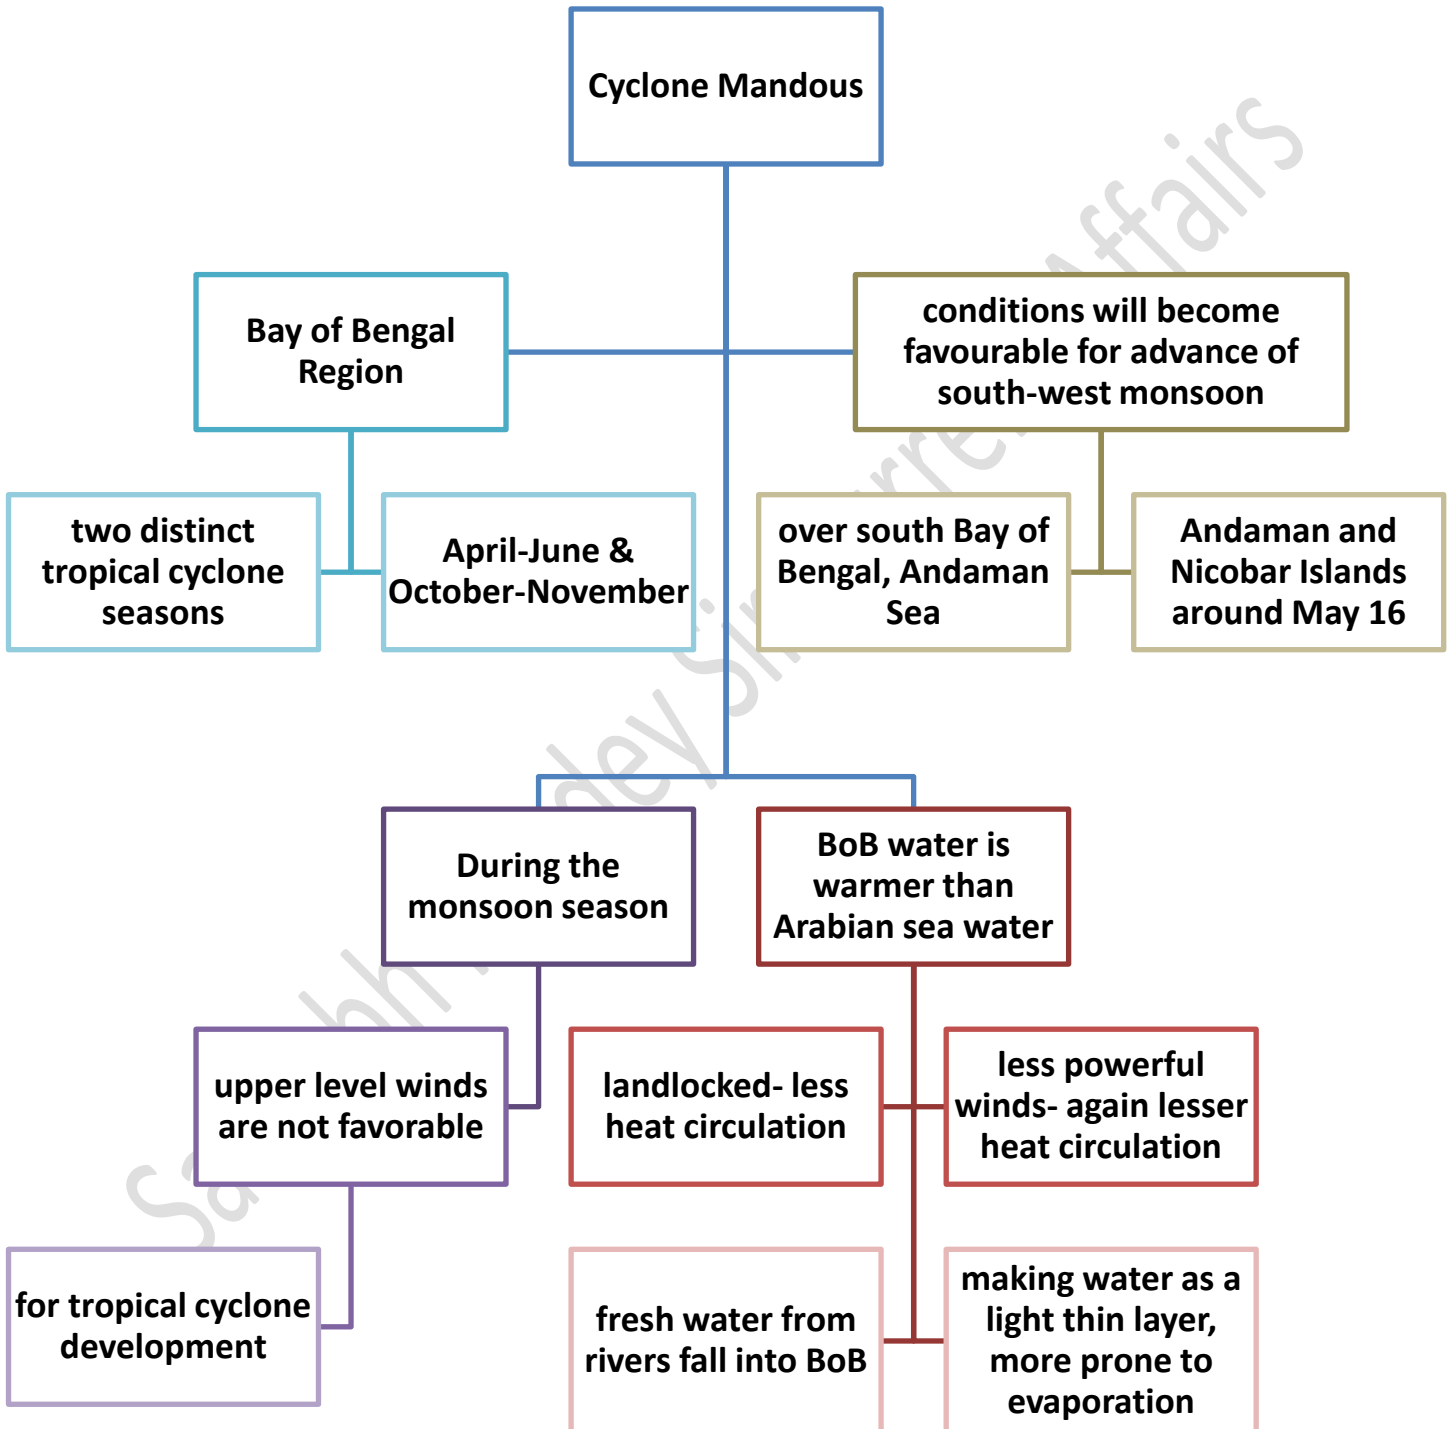 Cyclone Mandous
Bay of Bengal
Region
conditions will become
favourable for advance of
south-west monsoon
two distinct
tropical cyclone
seasons
April-June &
October-November
over south Bay of
Bengal, Andaman
Sea
Andaman and
Nicobar Islands
around May 16
During the
monsoon season
BoB water is
warmer than
Arabian sea water
upper level winds
are not favorable
landlocked- less
heat circulation
less powerful
winds- again lesser
heat circulation
for tropical cyclone
development
fresh water from
rivers fall into BoB
making water as a
light thin layer,
more prone to
evaporation
Affairs